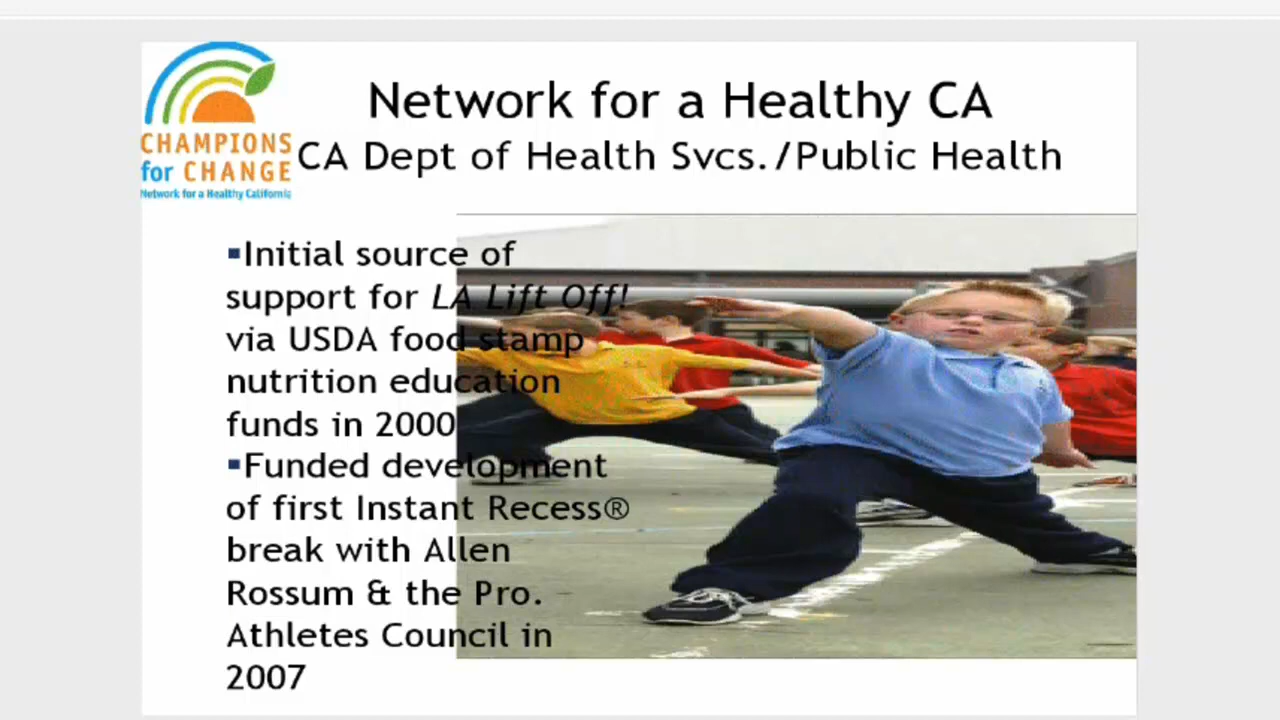 CHAMPIONS
for CHANGE
Network for a Healthy California
Network for a Healthy CA
CA Dept of Health Svcs./Public Health
▪Initial source of
support for LA Lift Off!
via USDA food stamp
nutrition education
funds in 2000
▪Funded development
of first Instant Recess®
break with Allen
Rossum & the Pro.
Athletes Council in
2007